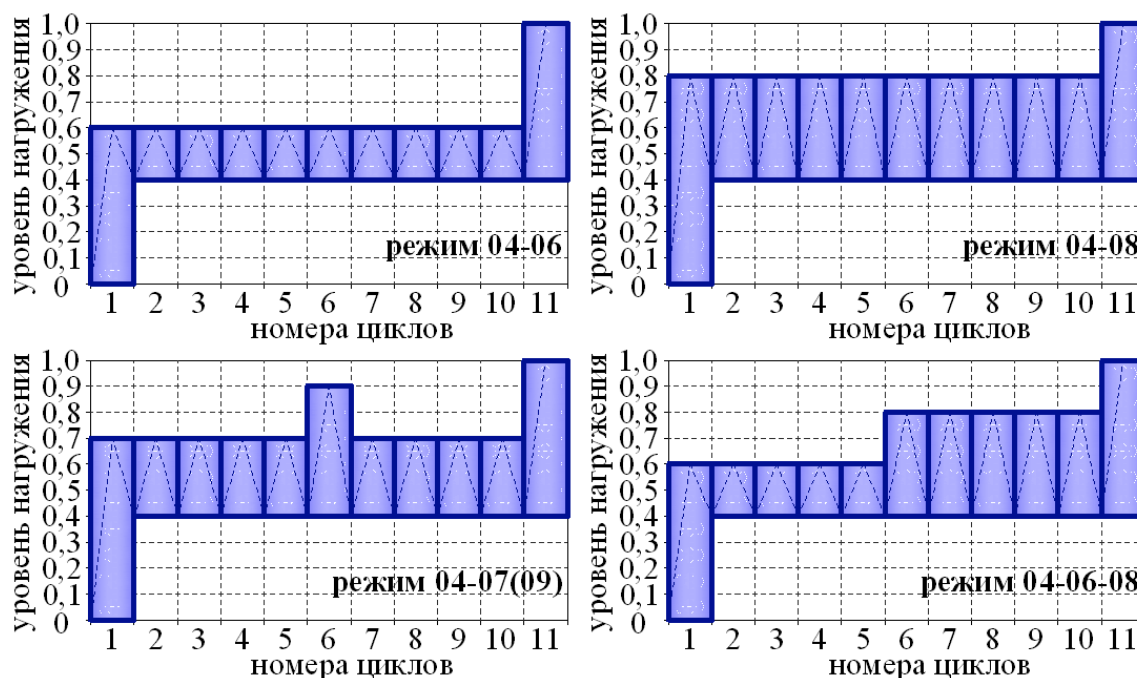 уровень нагружения
1,0
0,9
0,8
0,7
0,6
0,5
0,4
0,3
0,2
0,1
0
режим 04-06
1 2 3 4 5 6 7 8 9 10 11
номера циклов
уровень нагружения
1,0
0,9
0,8
0,7
0,6
0,5
0,4
0,3
0,2
0,1
0
режим 04-08
1 2 3 4 5 6 7 8 9 10 11
номера циклов
уровень нагружения
1,0
0,9
0,8
0,7
0,6
0,5
0,4
0,3
0,2
0,1
0
режим 04-07(09)
1 2 3 4 5 6 7 8 9 10 11
номера циклов
уровень нагружения
1,0
0,9
0,8
0,7
0,6
0,5
0,4
0,3
0,2
0,1
0
режим 04-06-08
1 2 3 4 5 6 7 8 9 10 11
номера циклов